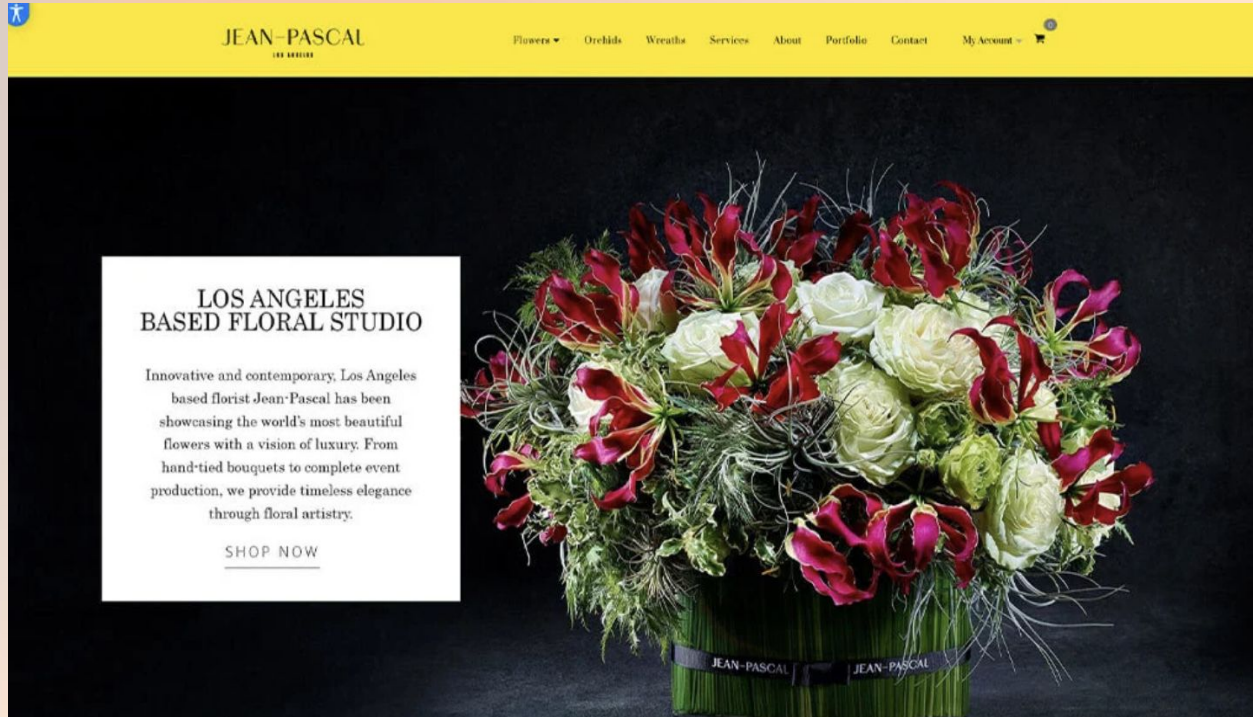 JEAN-PASCAL
LOS ANGELES
Flowers Orchids Wreaths Services About Portfolio Contact My Account 0
LOS ANGELES
BASED FLORAL STUDIO
Innovative and contemporary, Los Angeles
based florist Jean-Pascal has been
showcasing the world's most beautiful
flowers with a vision of luxury. From
hand-tied bouquets to complete event
production, we provide timeless elegance
through floral artistry.
SHOP NOW
JEAN-PASCAL JEAN-PASCAL